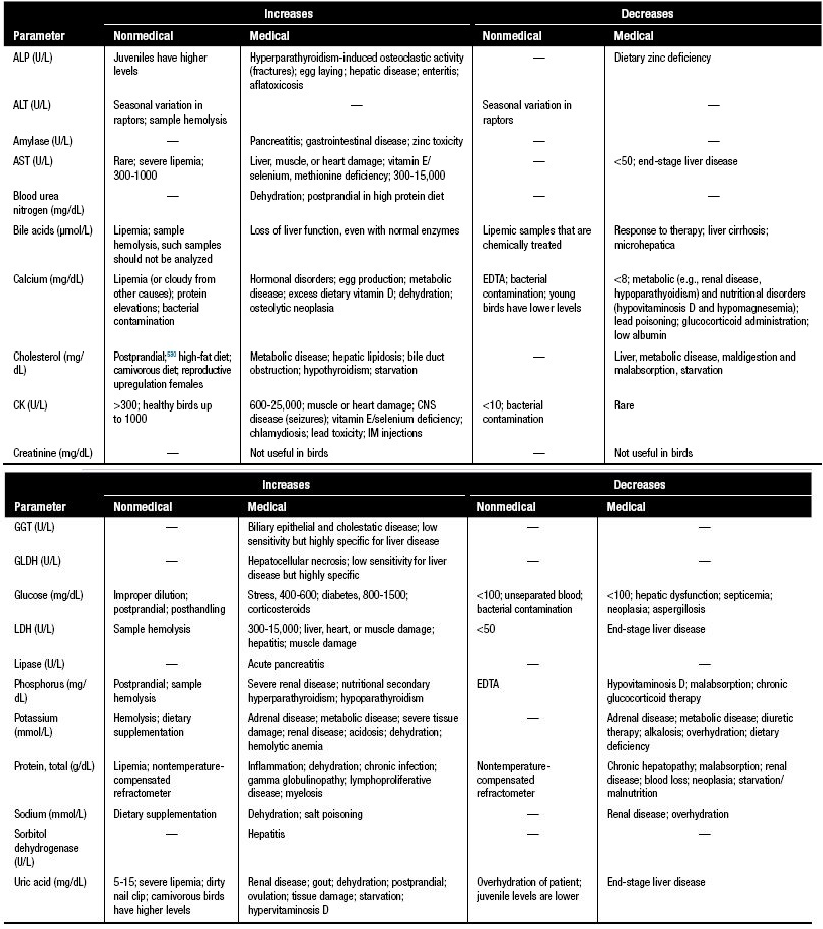 Increases Decreases
Parameter Nonmedical Medical Nonmedical Medical
ALP (U/L) Juveniles have higher Hyperparathyroidism-induced osteoclastic activity — Dietary zinc deficiency
levels (fractures); egg laying; hepatic disease; enteritis;
aflatoxicosis
ALT (U/L) Seasonal variation in — Seasonal variation in —
raptors; sample hemolysis raptors
Amylase (U/L) — Pancreatitis; gastrointestinal disease; zinc toxicity — —
AST (U/L) Rare; severe lipemia; Liver, muscle, or heart damage; vitamin E/ — <50; end-stage liver disease
300-1000 selenium, methionine deficiency; 300–15,000
Blood urea — Dehydration; postprandial in high protein diet — —
nitrogen (mg/dL)
Bile acids (µmol/L) Lipemia; sample Loss of liver function, even with normal enzymes Lipemic samples that are Response to therapy; liver cirrhosis;
hemolysis, such samples chemically treated microhepatica
should not be analyzed
Calcium (mg/dL) Lipemia (or cloudy from Hormonal disorders; egg production; metabolic EDTA; bacterial <8; metabolic (e.g., renal disease,
other causes); protein disease; excess dietary vitamin D; dehydration; contamination; young hypoparathyoidism) and nutritional disorders
elevations; bacterial osteolytic neoplasia birds have lower levels (hypovitaminosis D and hypomagnesemia);
contamination lead poisoning; glucocorticoid administration;
low albumin
Cholesterol (mg/ Postprandial;580 high-fat diet; Metabolic disease; hepatic lipidosis; bile duct — Liver, metabolic disease, maldigestion and
dL) carnivorous diet; reproductive obstruction; hypothyroidism; starvation malabsorption, starvation
upregulation females
CK (U/L) >300; healthy birds up 600-25,000; muscle or heart damage; CNS <10; bacterial Rare
to 1000 disease (seizures); vitamin E/selenium deficiency; contamination
chlamydiosis; lead toxicity; IM injections
Creatinine (mg/dL) — Not useful in birds — Not useful in birds
Increases Decreases
Parameter Nonmedical Medical Nonmedical Medical
GGT (U/L) — Biliary epithelial and cholestatic disease; low — —
sensitivity but highly specific for liver disease
GLDH (U/L) — Hepatocellular necrosis; low sensitivity for liver — —
disease but highly specific
Glucose (mg/dL) Improper dilution; Stress, 400-600; diabetes, 800-1500; <100; unseparated blood; <100; hepatic dysfunction; septicemia;
postprandial; posthandling corticosteroids bacterial contamination neoplasia; aspergillosis
LDH (U/L) Sample hemolysis 300-15,000; liver, heart, or muscle damage; <50 End-stage liver disease
hepatitis; muscle damage
Lipase (U/L) — Acute pancreatitis — —
Phosphorus (mg/ Postprandial; sample Severe renal disease; nutritional secondary EDTA Hypovitaminosis D; malabsorption; chronic
dL) hemolysis hyperparathyroidism; hypoparathyroidism glucocorticoid therapy
Potassium Hemolysis; dietary Adrenal disease; metabolic disease; severe tissue — Adrenal disease; metabolic disease; diuretic
(mmol/L) supplementation damage; renal disease; acidosis; dehydration; therapy; alkalosis; overhydration; dietary
hemolytic anemia deficiency
Protein, total (g/dL) Lipemia; nontemperature- Inflammation; dehydration; chronic infection; Nontemperature- Chronic hepatopathy; malabsorption; renal
compensated gamma globulinopathy; lymphoproliferative compensated disease; blood loss; neoplasia; starvation/
refractometer disease; myelosis refractometer malnutrition
Sodium (mmol/L) Dietary supplementation Dehydration; salt poisoning — Renal disease; overhydration
Sorbitol — Hepatitis — —
dehydrogenase
(U/L)
Uric acid (mg/dL) 5-15; severe lipemia; dirty Renal disease; gout; dehydration; postprandial; Overhydration of patient; End-stage liver disease
nail clip; carnivorous birds ovulation; tissue damage; starvation; juvenile levels are lower
have higher levels hypervitaminosis D